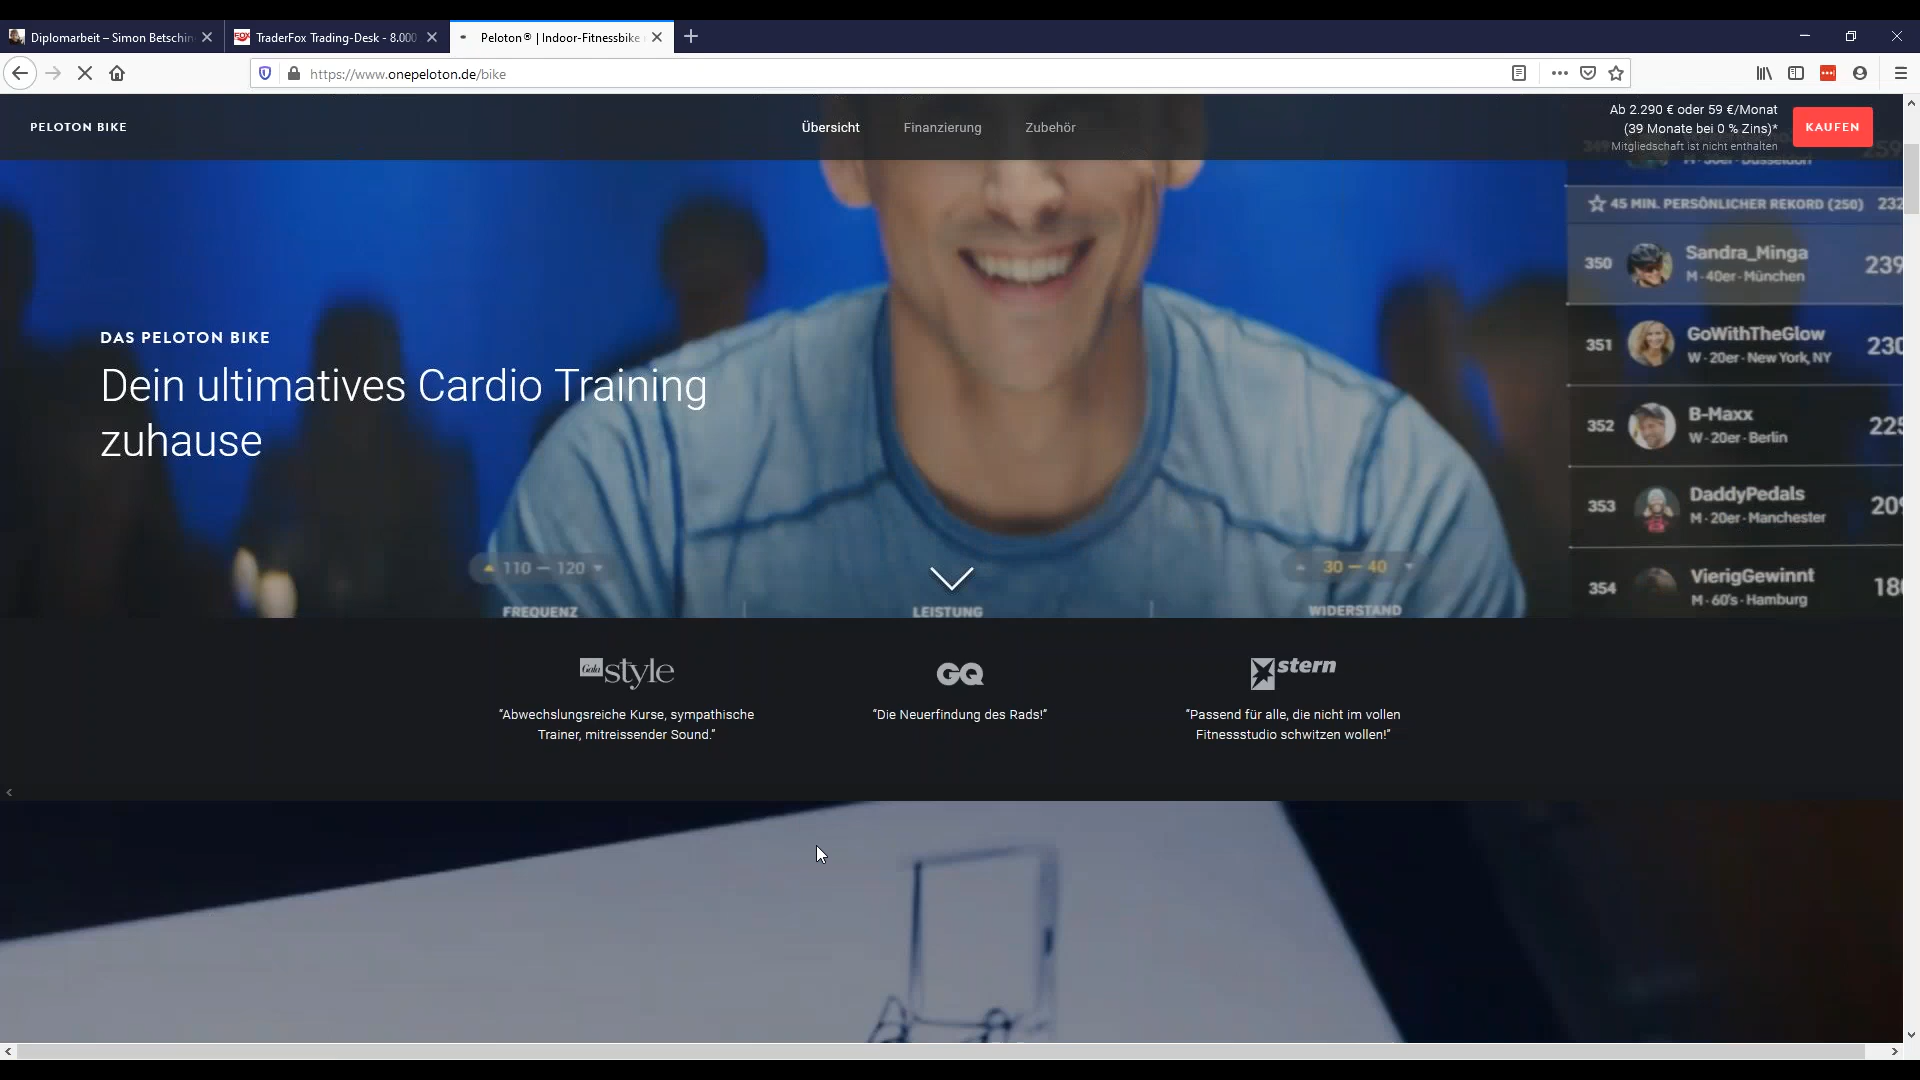 Diplomarbeit – Simon Betschin
TraderFox Trading-Desk - 8.000
Peloton® | Indoor-Fitnessbike
https://www.onepeloton.de/bike
PELOTON BIKE
Übersicht
Finanzierung
Zubehör
Ab 2.290 € oder 59 €/Monat
(39 Monate bei 0 % Zins)*
Mitgliedschaft ist nicht enthalten
KAUFEN
45 MIN. PERSÖNLICHER REKORD (250) 232
350 Sandra_Minga 239
M - 40er - München
351 GoWithTheGlow 230
W - 20er - New York, NY
352 B-Maxx 225
W - 20er - Berlin
353 DaddyPedals 209
M - 20er - Manchester
354 VierigGewinnt 180
M - 60's - Hamburg
DAS PELOTON BIKE
Dein ultimatives Cardio Training
zuhause
110 — 120
30 — 40
FREQUENZ
LEISTUNG
WIDERSTAND
Gala style
“Abwechslungsreiche Kurse, sympathische
Trainer, mitreissender Sound.”
GQ
“Die Neuerfindung des Rads!”
stern
“Passend für alle, die nicht im vollen
Fitnessstudio schwitzen wollen!”